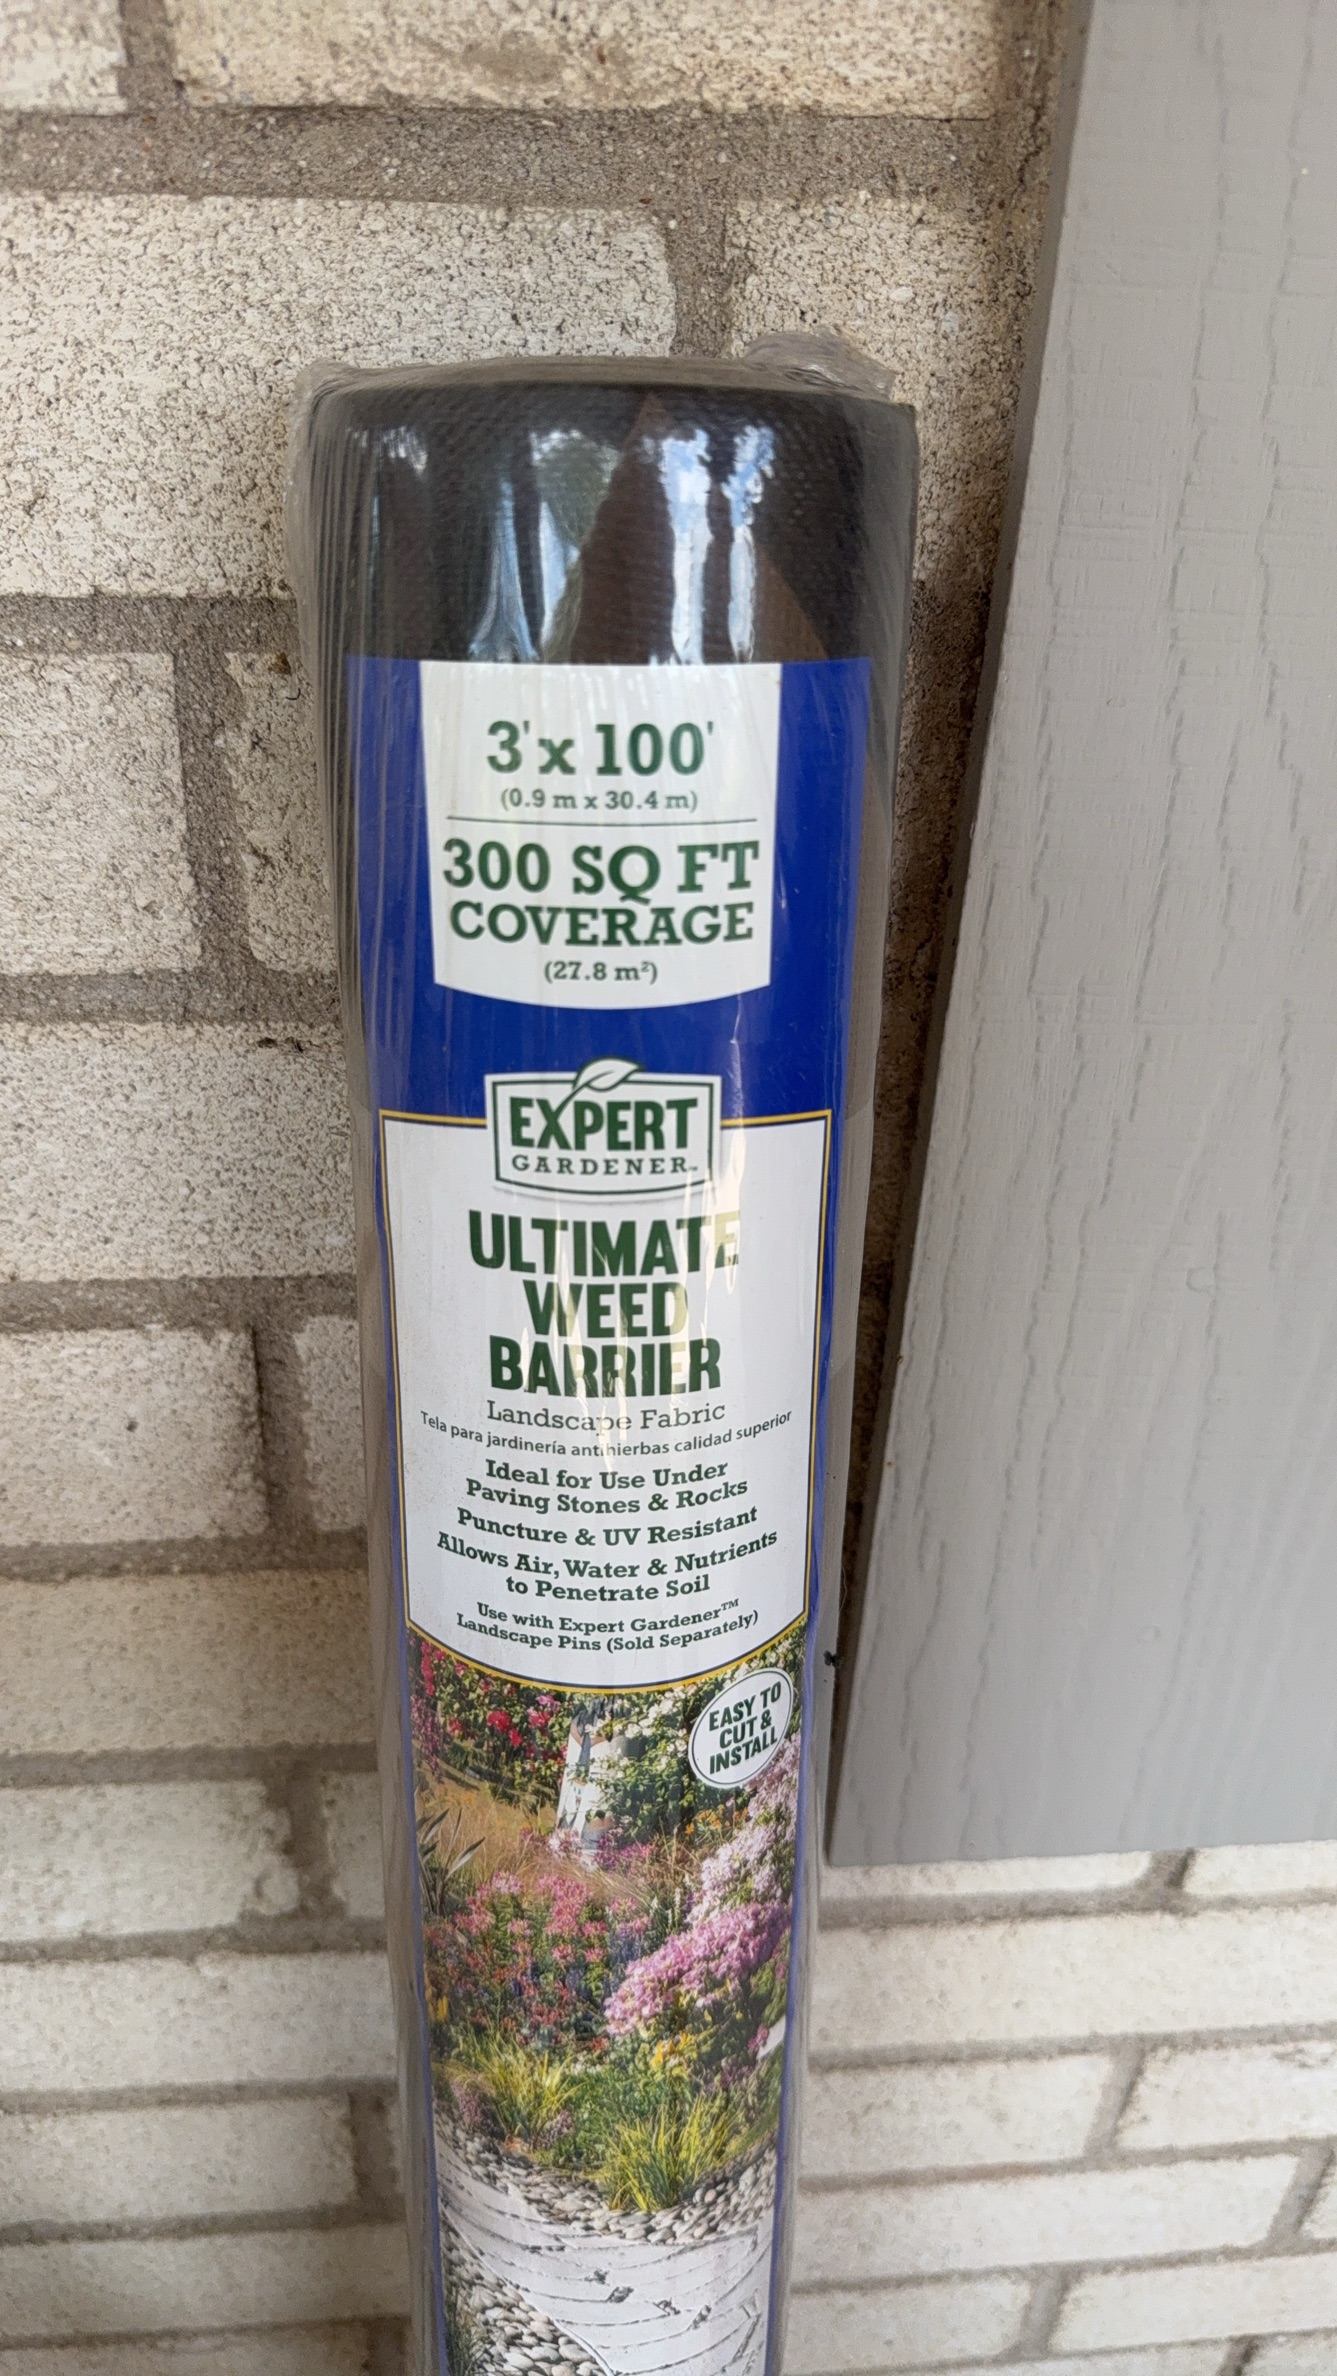 3' x 100'
(0.9 m x 30.4 m)
300 SQ FT
COVERAGE
(27.8 m²)
EXPERT
GARDENER™
ULTIMATE™
WEED
BARRIER
Landscape Fabric
Tela para jardinería antihierbas calidad superior
Ideal for Use Under
Paving Stones & Rocks
Puncture & UV Resistant
Allows Air, Water & Nutrients
to Penetrate Soil
Use with Expert Gardener™
Landscape Pins (Sold Separately)
EASY TO
CUT &
INSTALL